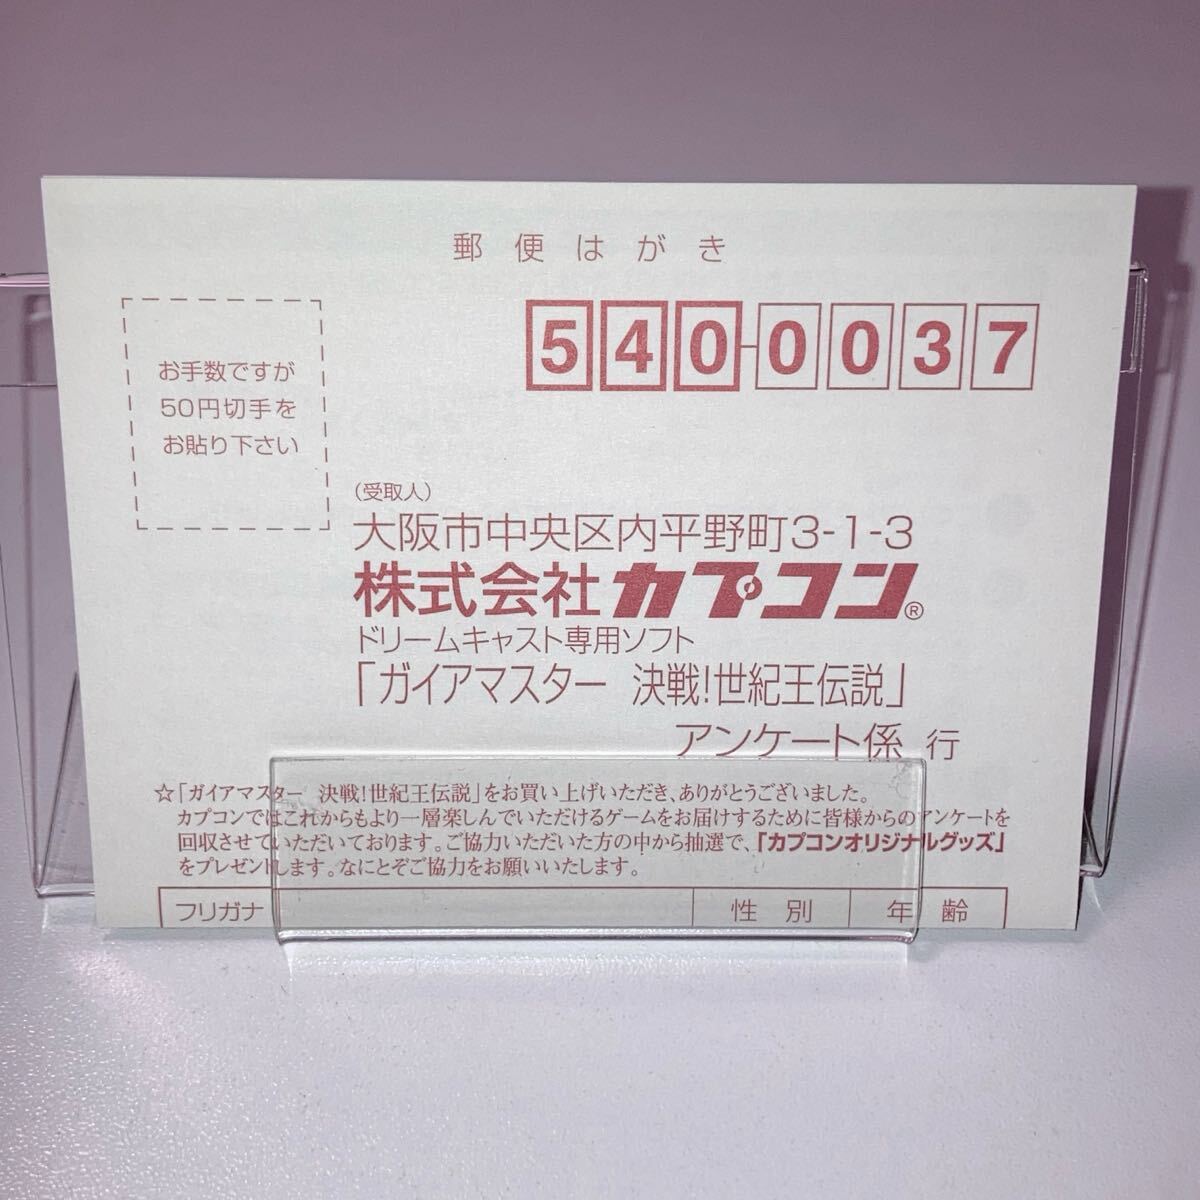 郵便はがき
540-0037
お手数ですが
50円切手を
お貼り下さい
（受取人）
大阪市中央区内平野町3-1-3
株式会社カプコン®
ドリームキャスト専用ソフト
「ガイアマスター 決戦!世紀王伝説」
アンケート係 行
☆「ガイアマスター 決戦!世紀王伝説」をお買い上げいただき、ありがとうございました。
カプコンではこれからもより一層楽しんでいただけるゲームをお届けするために皆様からのアンケートを
回収させていただいております。ご協力いただいた方の中から抽選で、「カプコンオリジナルグッズ」
をプレゼントします。なにとぞご協力をお願いいたします。
フリガナ 性別 年齢